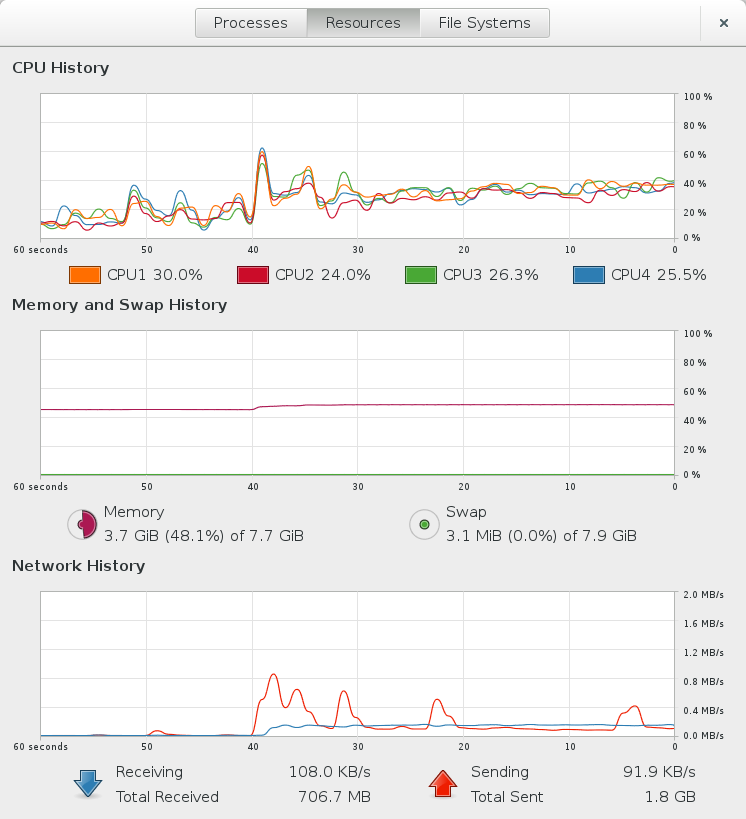 Processes Resources File Systems ×
CPU History
100 %
80 %
60 %
40 %
20 %
0 %
60 seconds 50 40 30 20 10 0
CPU1 30.0% CPU2 24.0% CPU3 26.3% CPU4 25.5%
Memory and Swap History
100 %
80 %
60 %
40 %
20 %
0 %
60 seconds 50 40 30 20 10 0
Memory Swap
3.7 GiB (48.1%) of 7.7 GiB 3.1 MiB (0.0%) of 7.9 GiB
Network History
2.0 MB/s
1.6 MB/s
1.2 MB/s
0.8 MB/s
0.4 MB/s
0.0 MB/s
60 seconds 50 40 30 20 10 0
Receiving 108.0 KB/s Sending 91.9 KB/s
Total Received 706.7 MB Total Sent 1.8 GB